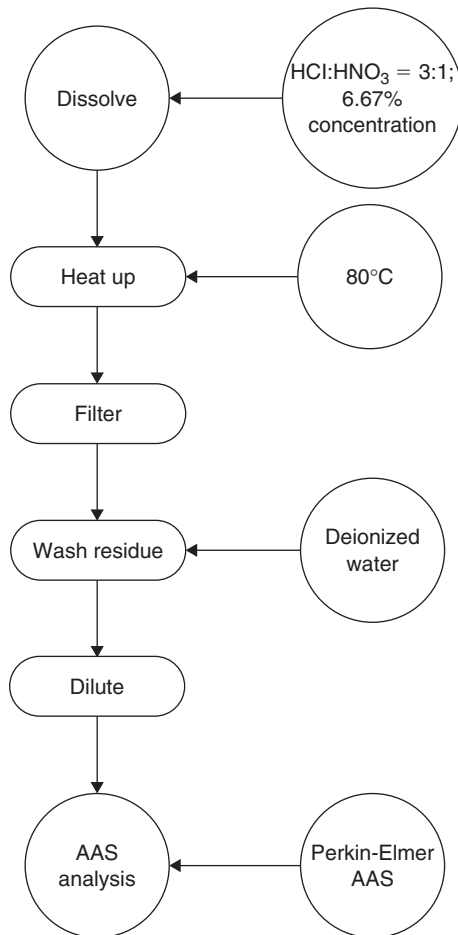 Dissolve
HCl:HNO₃ = 3:1;
6.67%
concentration
Heat up
80°C
Filter
Wash residue
Deionized
water
Dilute
AAS
analysis
Perkin-Elmer
AAS